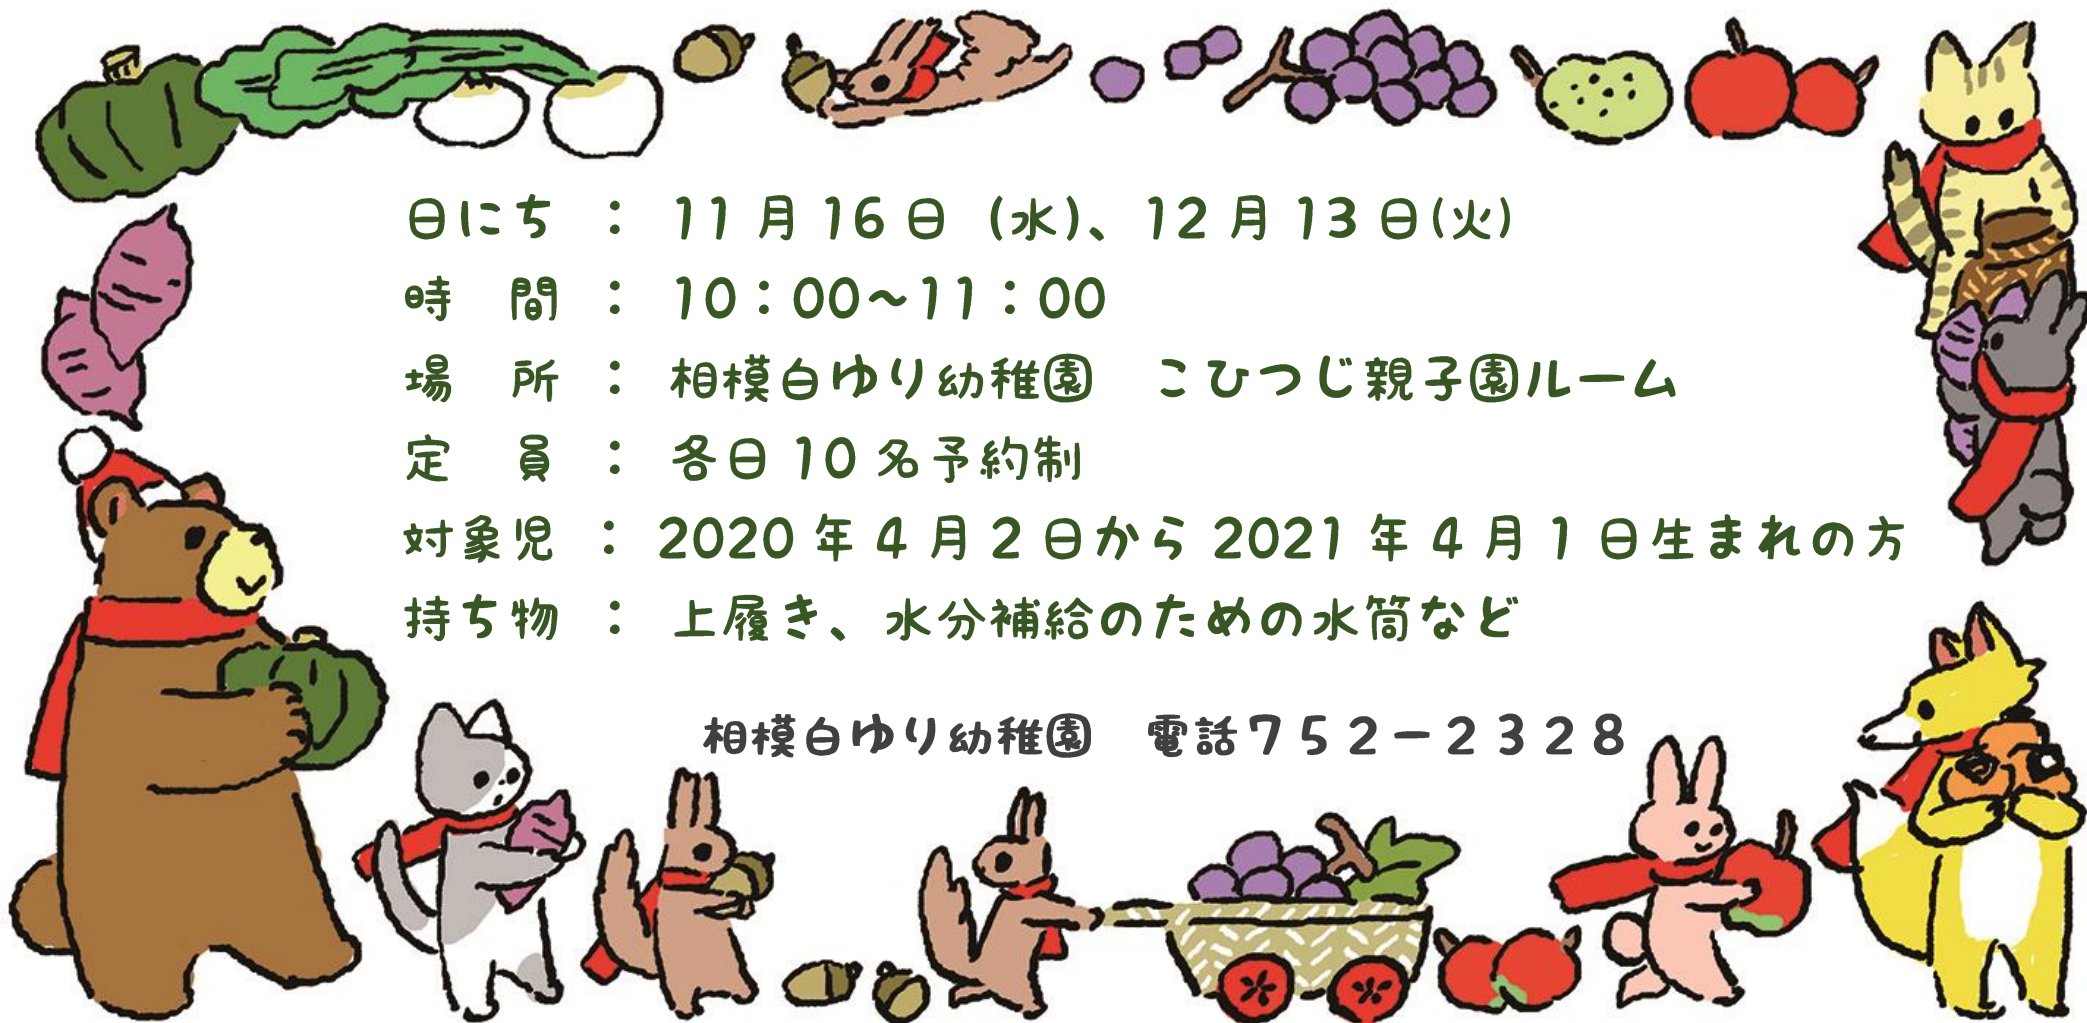 日にち ： 11月16日 (水)、12月13日(火)
時　間 ： 10：00～11：00
場　所 ： 相模白ゆり幼稚園　こひつじ親子園ルーム
定　員 ： 各日10名予約制
対象児 ： 2020年4月2日から2021年4月1日生まれの方
持ち物 ： 上履き、水分補給のための水筒など
相模白ゆり幼稚園　電話７５２－２３２８